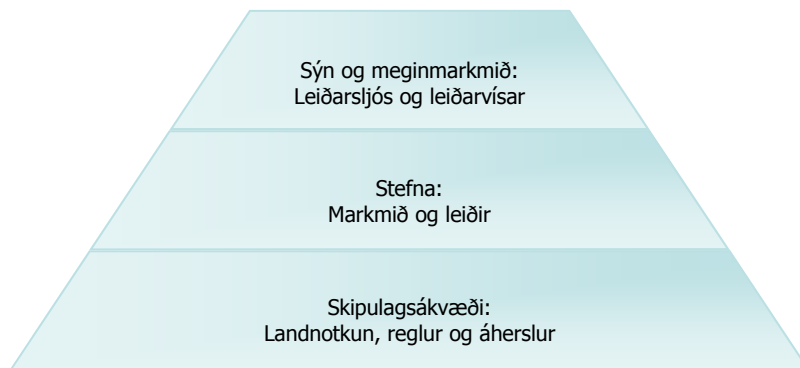 Sýn og meginmarkmið:
Leiðarsljós og leiðarvísar
Stefna:
Markmið og leiðir
Skipulagsákvæði:
Landnotkun, reglur og áherslur